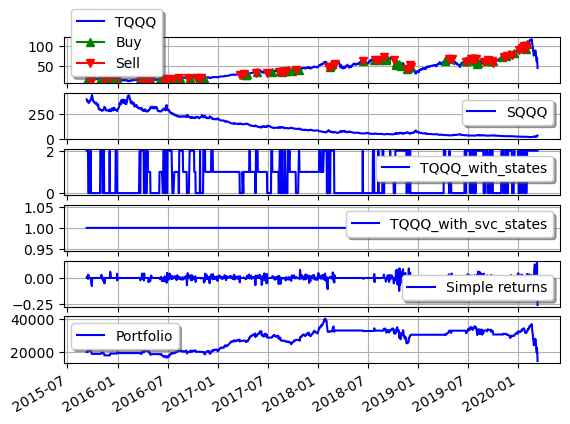 TQQQ
Buy
Sell
100
50
SQQQ
250
0
TQQQ_with_states
2
0
TQQQ_with_svc_states
1.05
1.00
0.95
Simple returns
0.00
−0.25
Portfolio
40000
20000
2015-07 2016-01 2016-07 2017-01 2017-07 2018-01 2018-07 2019-01 2019-07 2020-01